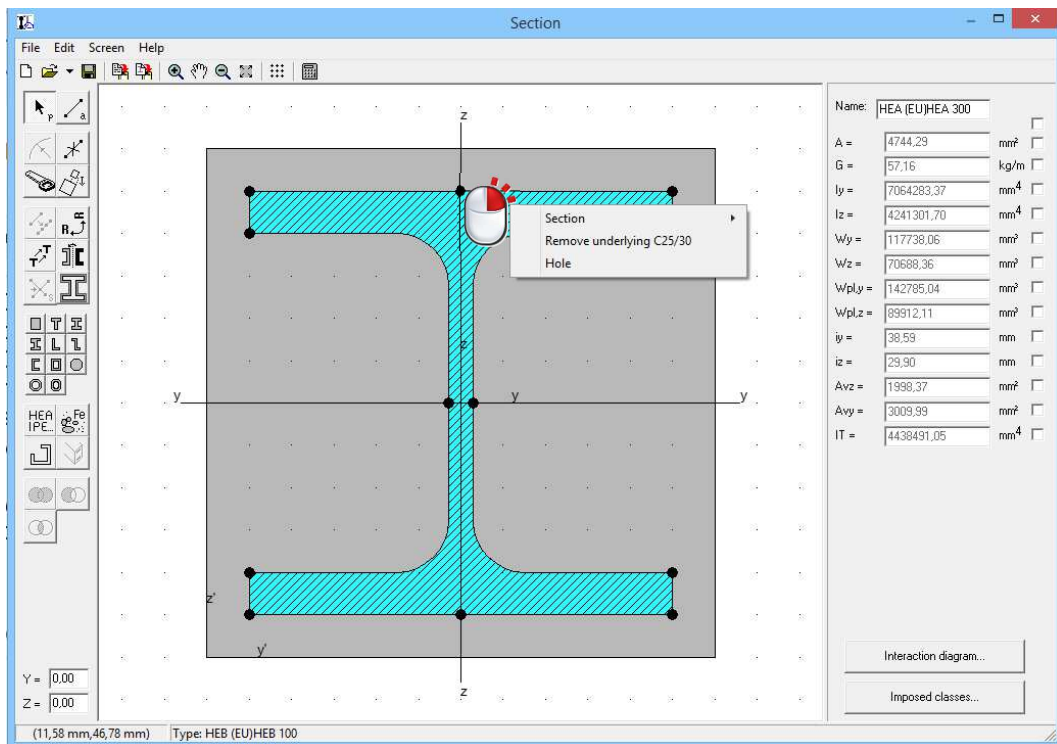 Section
File Edit Screen Help
p a
z
Name: HEA (EU)HEA 300
A = 4744,29 mm²
G = 57,16 kg/m
Iy = 7064283,37 mm4
Iz = 4241301,70 mm4
Wy = 117738,06 mm³
Wz = 70688,36 mm³
Wpl,y = 142785,04 mm³
Wpl,z = 89912,11 mm³
iy = 38,59 mm
iz = 29,90 mm
Avz = 1998,37 mm²
Avy = 3009,99 mm²
IT = 4438491,05 mm4
Section
Remove underlying C25/30
Hole
R R
T T
s
z
y y y
HEA Fe
IPE...
z'
y'
z
Interaction diagram...
Imposed classes...
Y = 0,00
Z = 0,00
(11,58 mm,46,78 mm) Type: HEB (EU)HEB 100